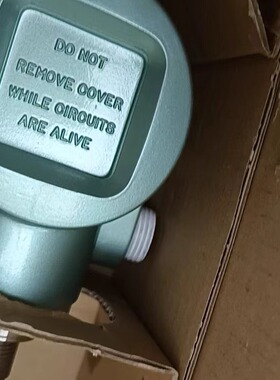 DO NOT
REMOVE COVER
WHILE CIRCUITS
ARE ALIVE